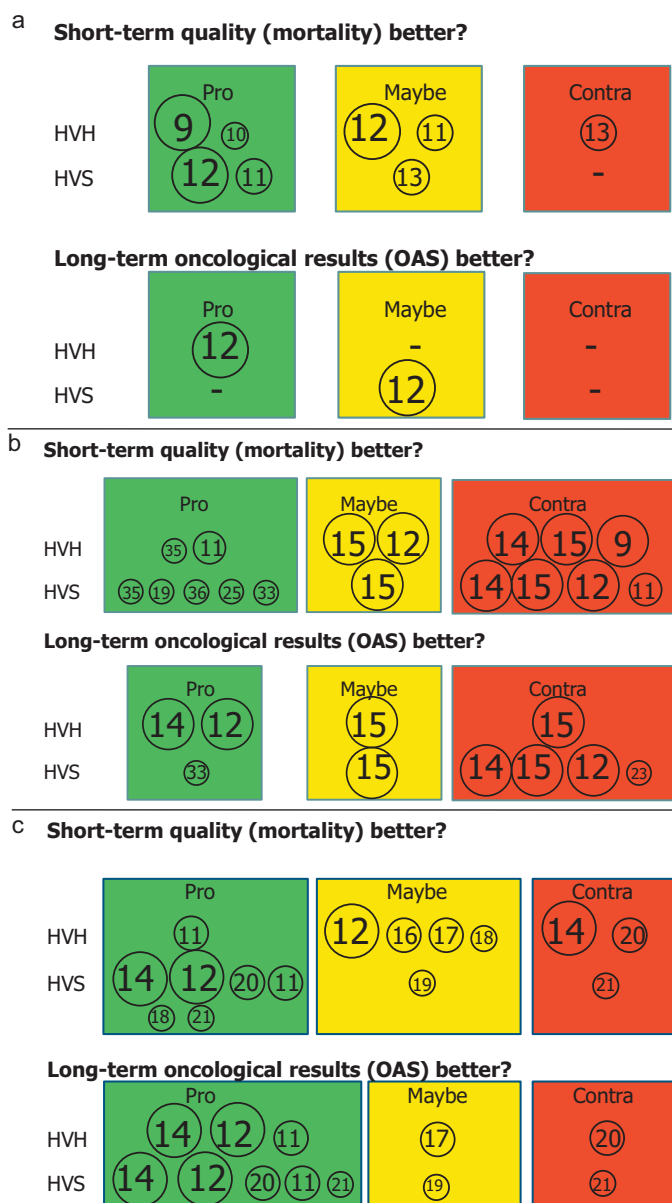 a
Short-term quality (mortality) better?
Pro Maybe Contra
HVH 9 10 12 11 13
HVS 12 11 13 -
Long-term oncological results (OAS) better?
Pro Maybe Contra
HVH 12 - -
HVS - 12 -
b
Short-term quality (mortality) better?
Pro Maybe Contra
HVH 35 11 15 12 14 15 9
HVS 35 19 36 25 33 15 14 15 12 11
Long-term oncological results (OAS) better?
Pro Maybe Contra
HVH 14 12 15 15
HVS 33 15 14 15 12 23
c
Short-term quality (mortality) better?
Pro Maybe Contra
HVH 11 12 16 17 18 14 20
HVS 14 12 20 11 19 21
18 21
Long-term oncological results (OAS) better?
Pro Maybe Contra
HVH 14 12 11 17 20
HVS 14 12 20 11 21 19 21